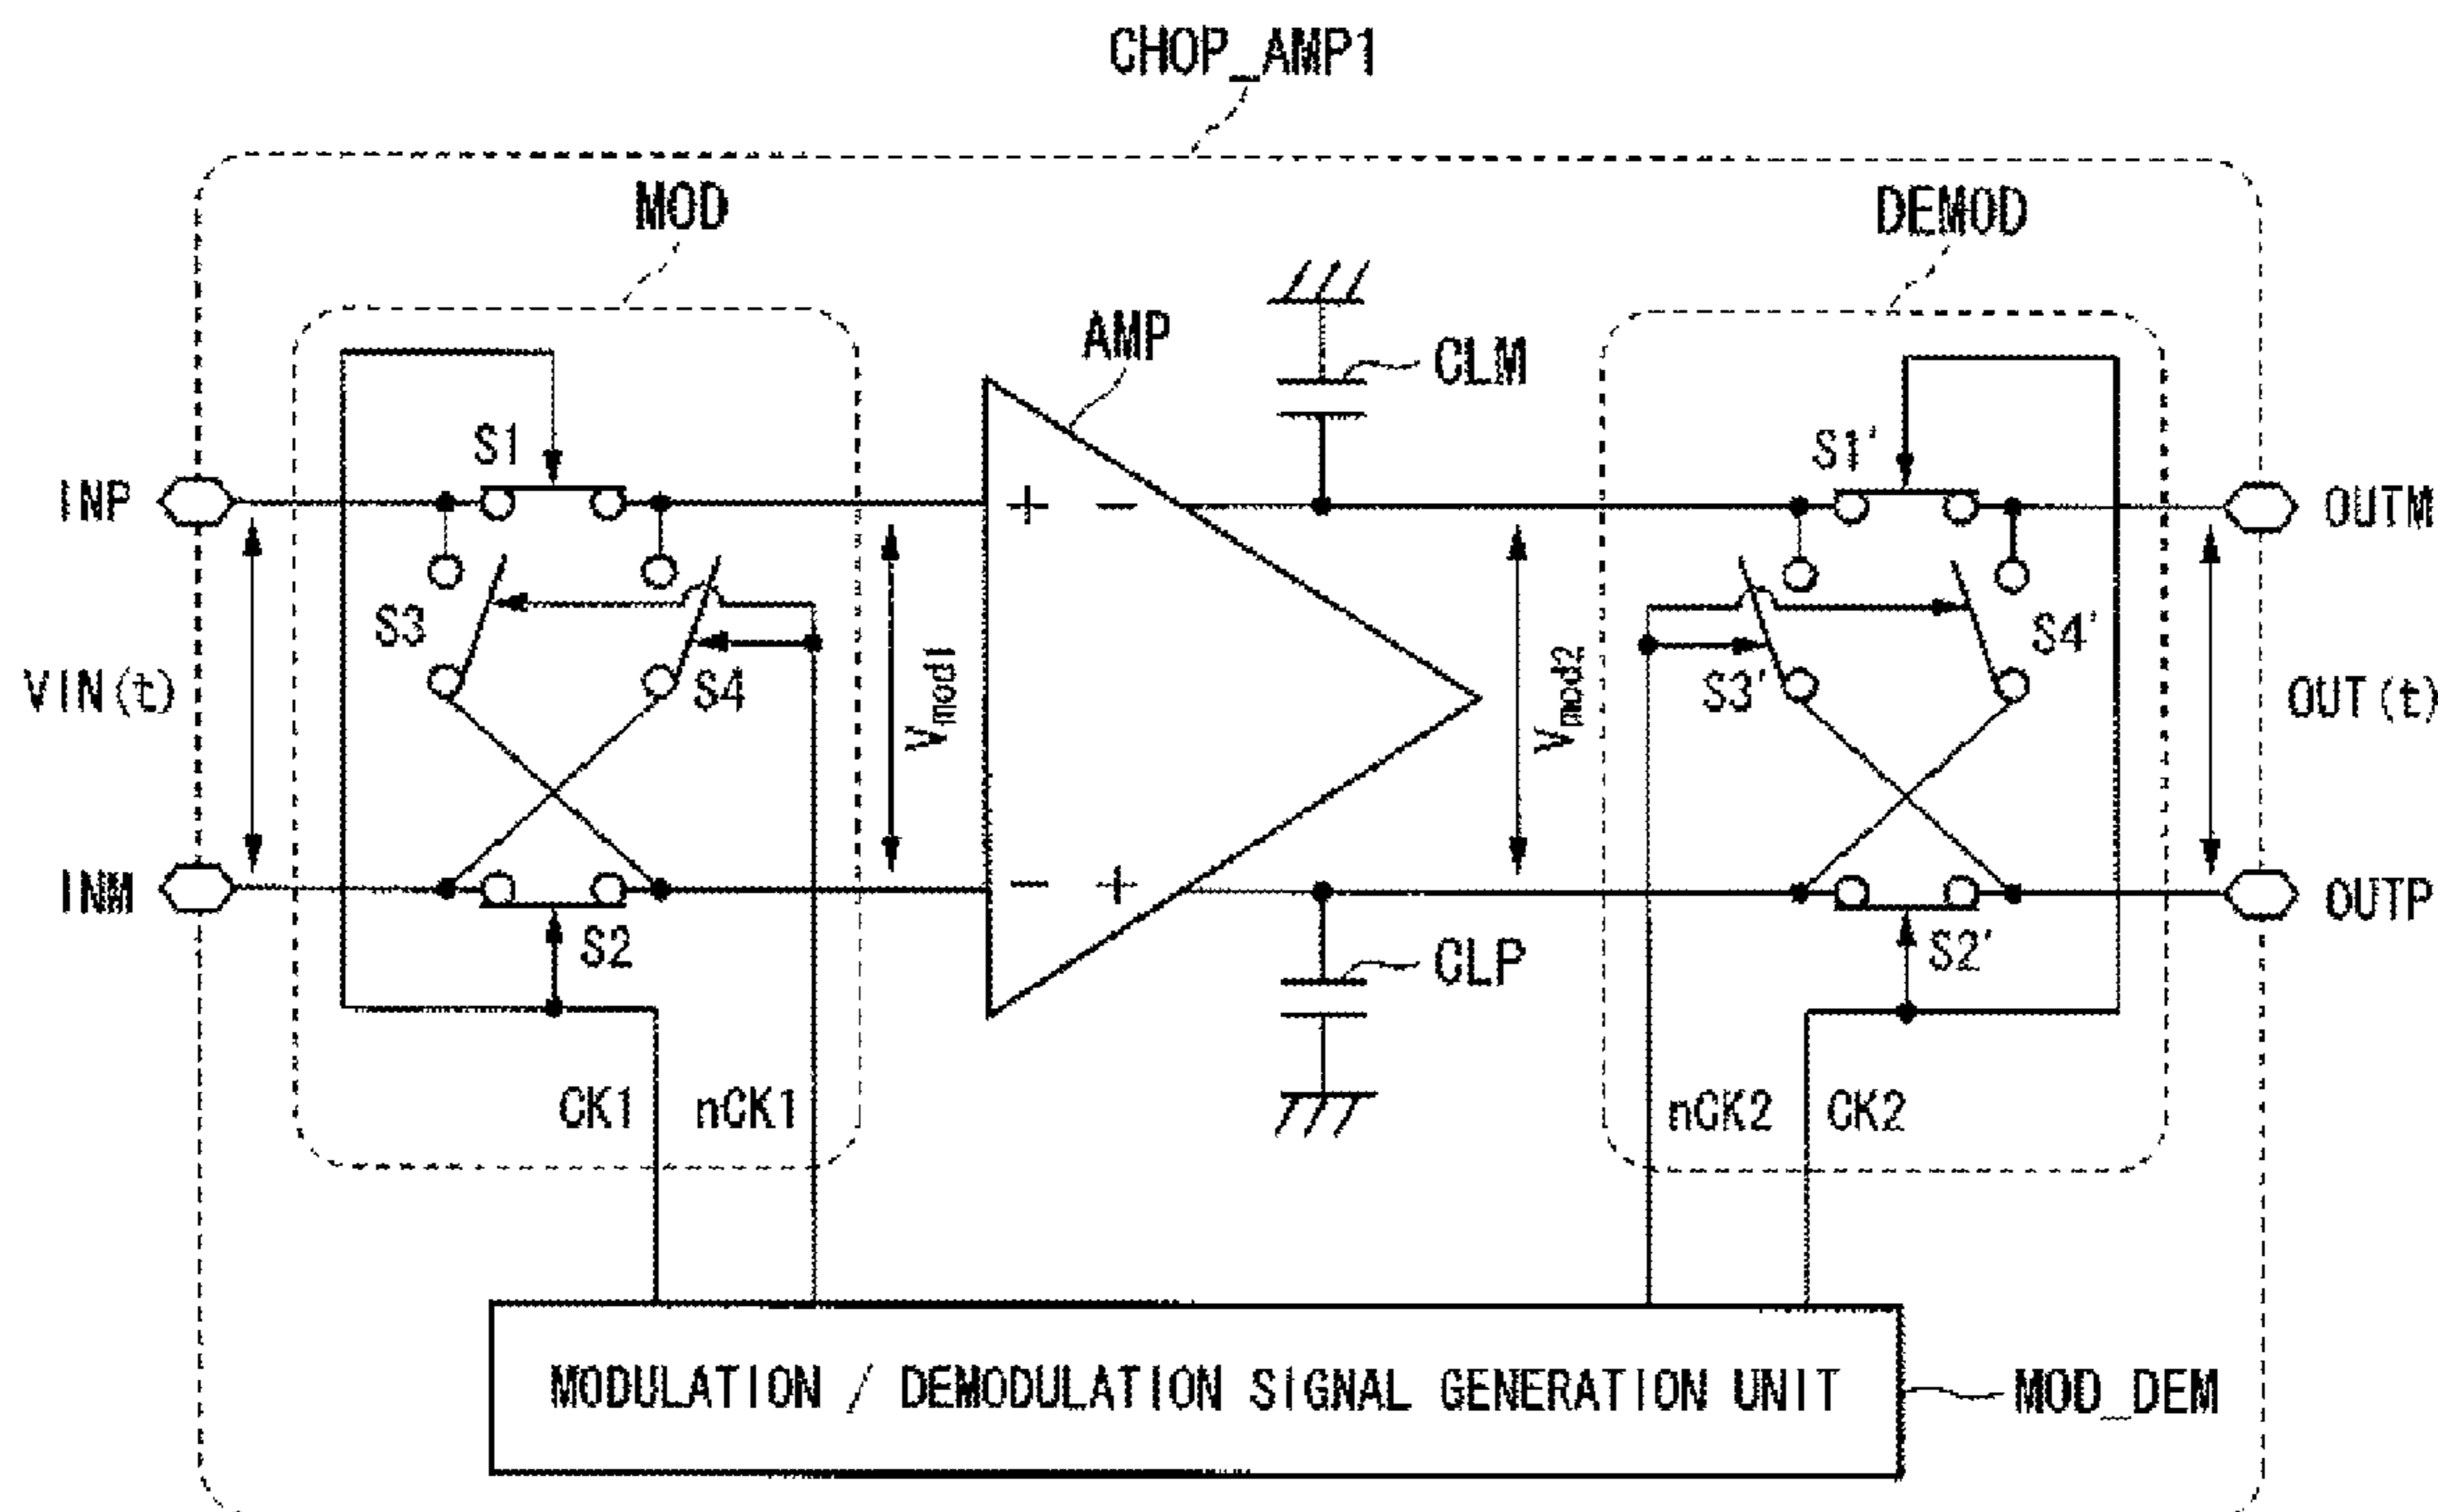 CHOP_AMP1
MOD
DEMOD
AMP
CLM
S1
S1'
INP
+ -
OUTM
S3
S4
S3'
S4'
VIN(t)
Vmod1
Vmod2
OUT(t)
INM
- +
OUTP
S2
S2'
CLP
CK1
nCK1
nCK2
CK2
MODULATION / DEMODULATION SIGNAL GENERATION UNIT
MOD_DEM